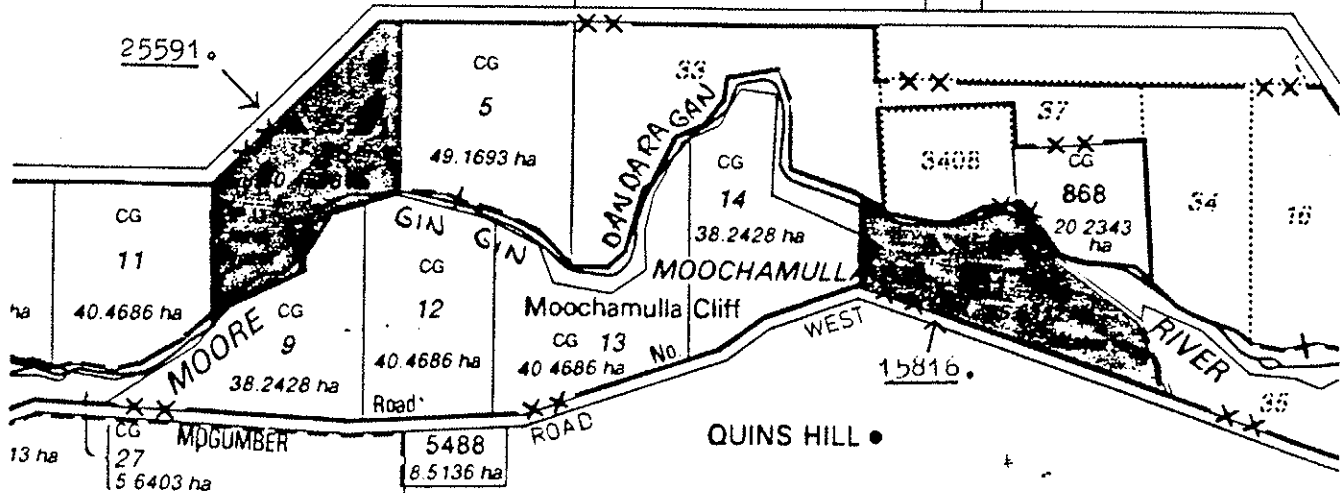 25591.
CG
5
49.1693 ha
33
DANDARAGAN
37
3408
CG
868
20 2343
ha
34
16
CG
11
40.4686 ha
ha
GIN GIN
CG
14
38.2428 ha
MOOCHAMULLA
Moochamulla Cliff
CG
12
40.4686 ha
CG 13
40 4686 ha
No.
MOORE
CG
9
38.2428 ha
Road
WEST
ROAD
15816.
RIVER
35
MOGUMBER
13 ha
CG
27
5 6403 ha
5488
8.5136 ha
QUINS HILL